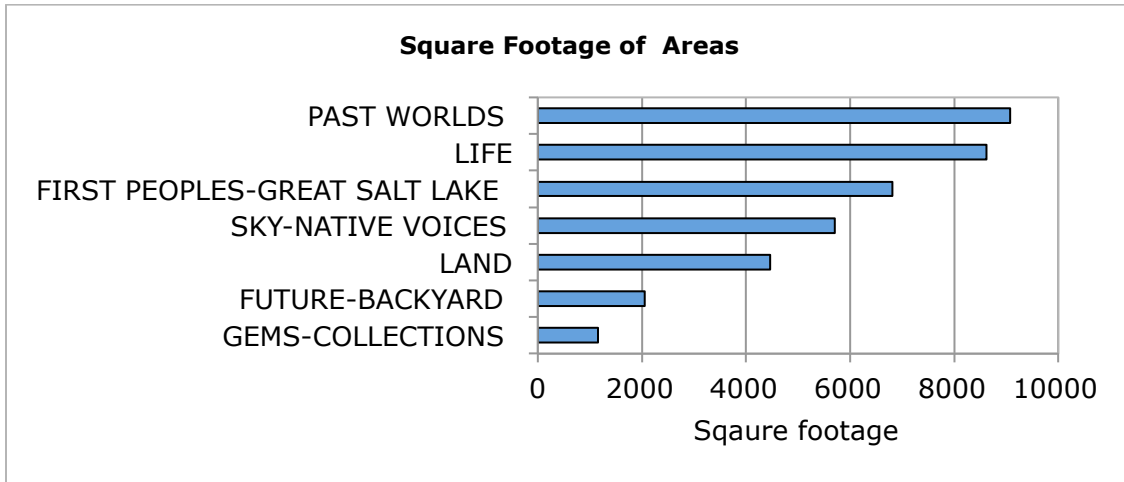 Square Footage of Areas
PAST WORLDS
LIFE
FIRST PEOPLES-GREAT SALT LAKE
SKY-NATIVE VOICES
LAND
FUTURE-BACKYARD
GEMS-COLLECTIONS
0 2000 4000 6000 8000 10000
Sqaure footage